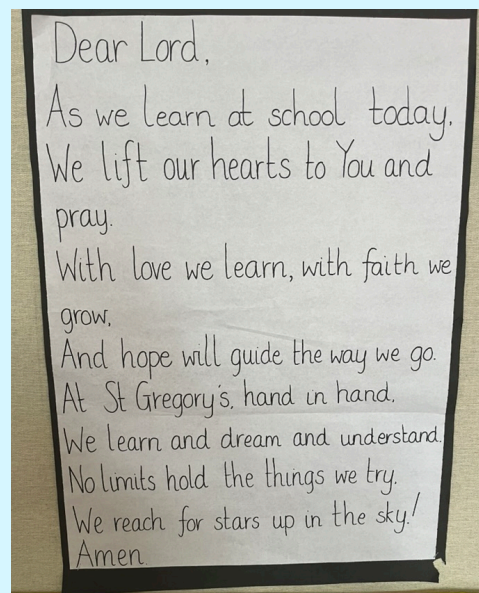 Dear Lord,
As we learn at school today,
We lift our hearts to You and
pray.
With love we learn, with faith we
grow,
And hope will guide the way we go.
At St Gregory's, hand in hand,
We learn and dream and understand.
No limits hold the things we try,
We reach for stars up in the sky!
Amen.